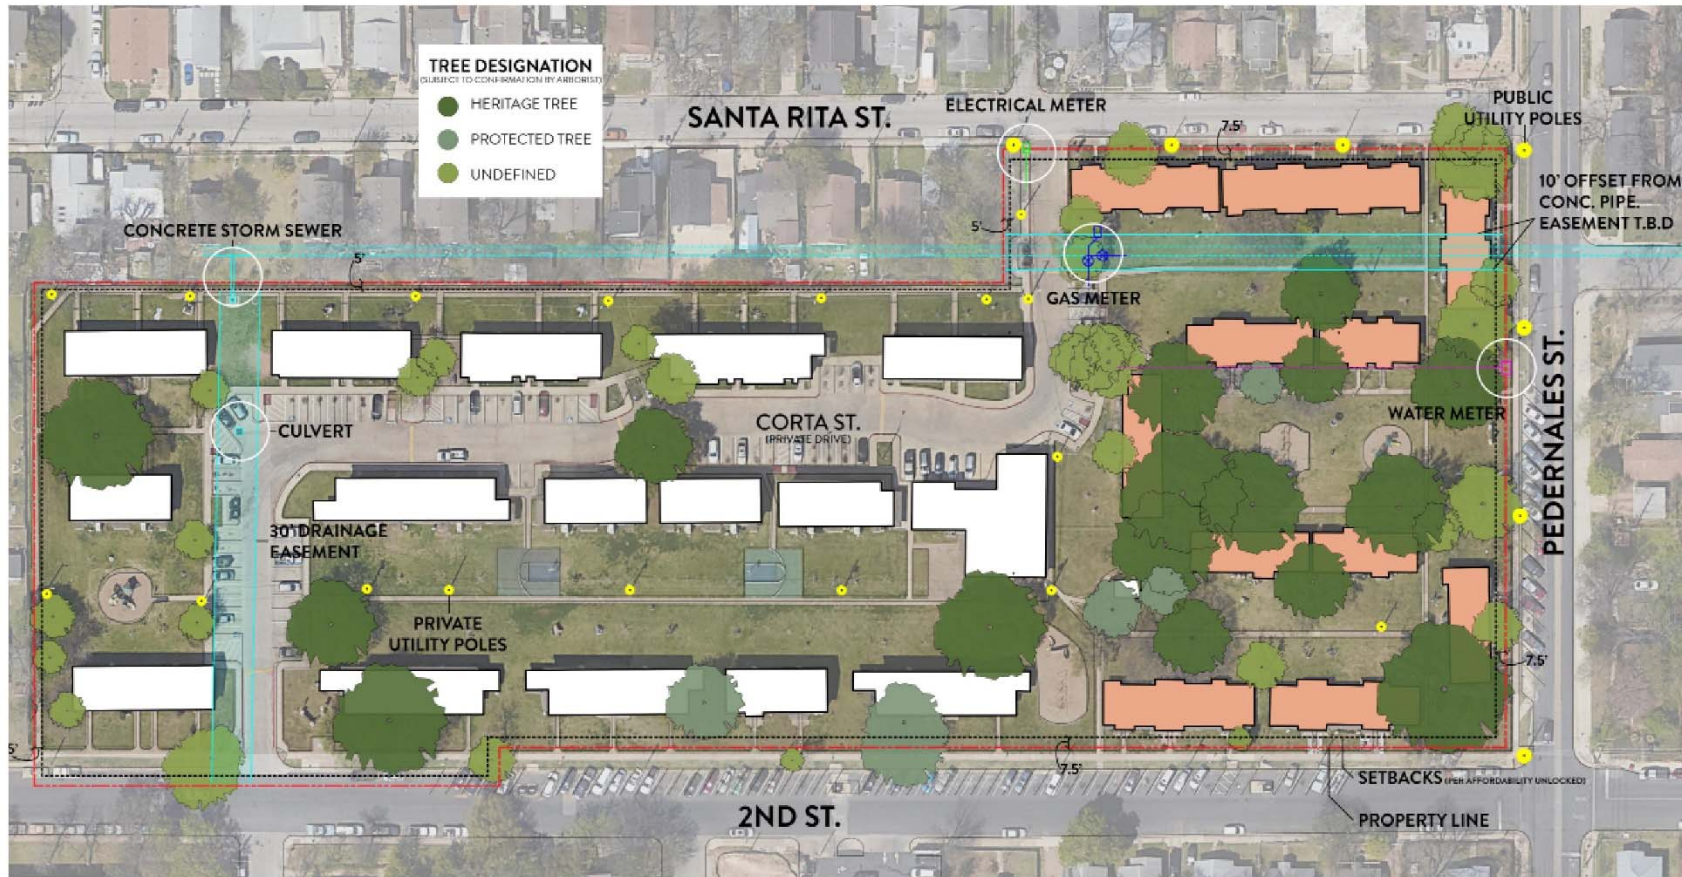 TREE DESIGNATION
(SUBJECT TO CONFIRMATION BY ARBORIST)
HERITAGE TREE
PROTECTED TREE
UNDEFINED
SANTA RITA ST.
ELECTRICAL METER
PUBLIC
UTILITY POLES
7.5'
10' OFFSET FROM
CONC. PIPE.
EASEMENT T.B.D
5'
CONCRETE STORM SEWER
5'
GAS METER
PEDERNALES ST.
WATER METER
CORTA ST.
(PRIVATE DRIVE)
CULVERT
30' DRAINAGE
EASEMENT
PRIVATE
UTILITY POLES
7.5'
5'
7.5'
SETBACKS (PER AFFORDABILITY UNLOCKED)
2ND ST.
PROPERTY LINE